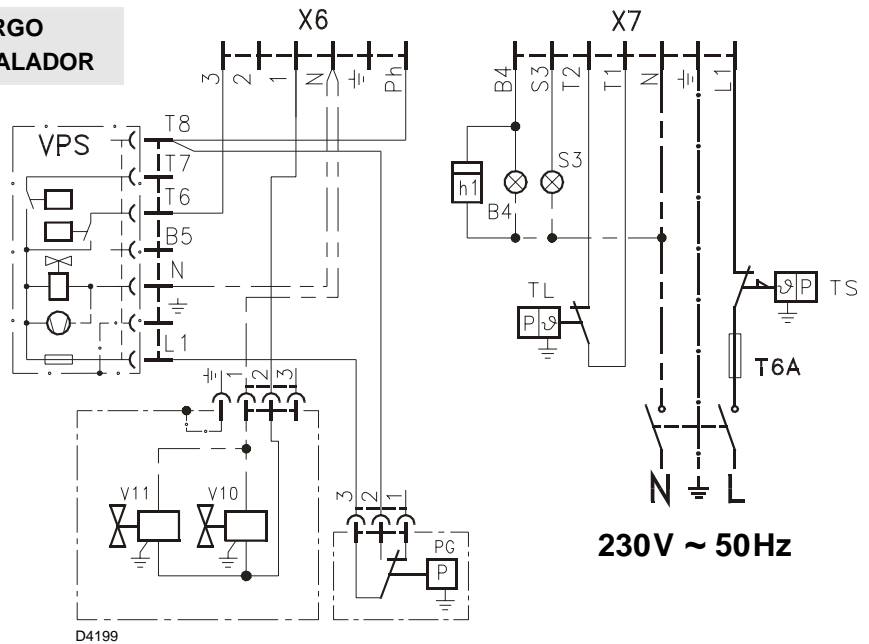 RGO
ALADOR
X6
X7
3
2
1
N
Ph
B4
S3
T2
T1
N
L1
T8
VPS
T7
T6
B5
N
L1
h1
S3
B4
TL
P ϑ
ϑ P
TS
T6A
1
2
3
V11
V10
3
2
1
PG
P
N
L
230V ~ 50Hz
D4199